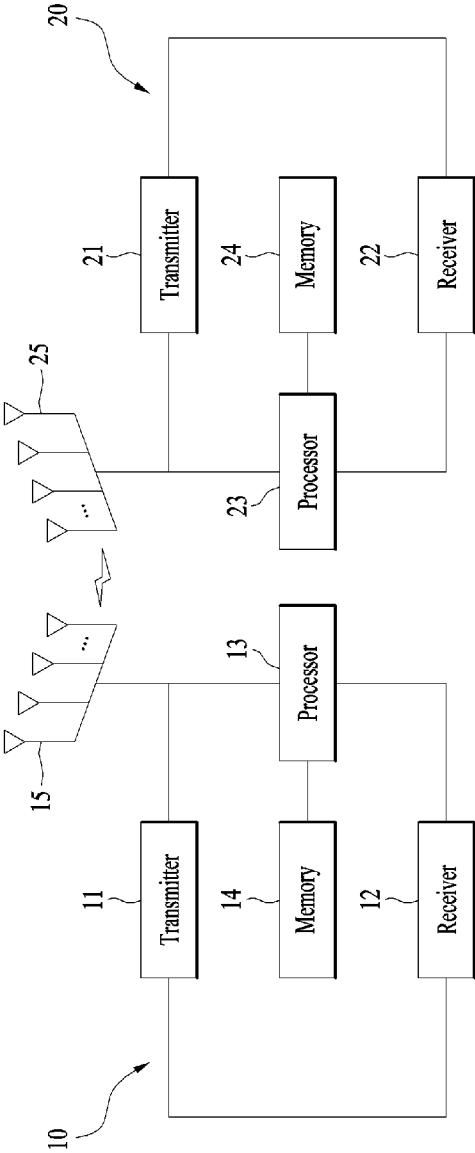 10
20
15
25
...
...
11
Transmitter
21
Transmitter
13
Processor
23
Processor
14
Memory
24
Memory
12
Receiver
22
Receiver